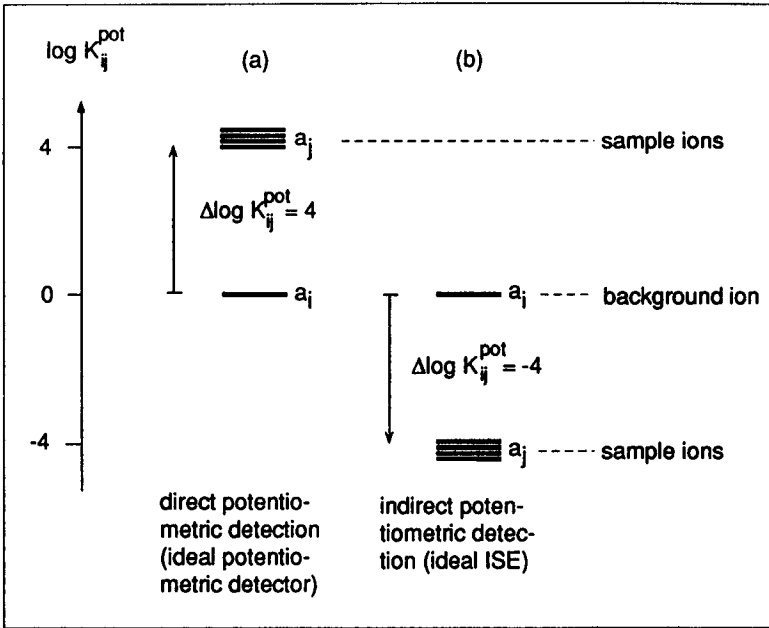 log K_ij^pot
(a)
(b)
4
a_j
sample ions
Δlog K_ij^pot = 4
0
a_i
a_i
background ion
Δlog K_ij^pot = -4
-4
a_j
sample ions
direct potentio-
metric detection
(ideal potentio-
metric detector)
indirect poten-
tiometric detec-
tion (ideal ISE)